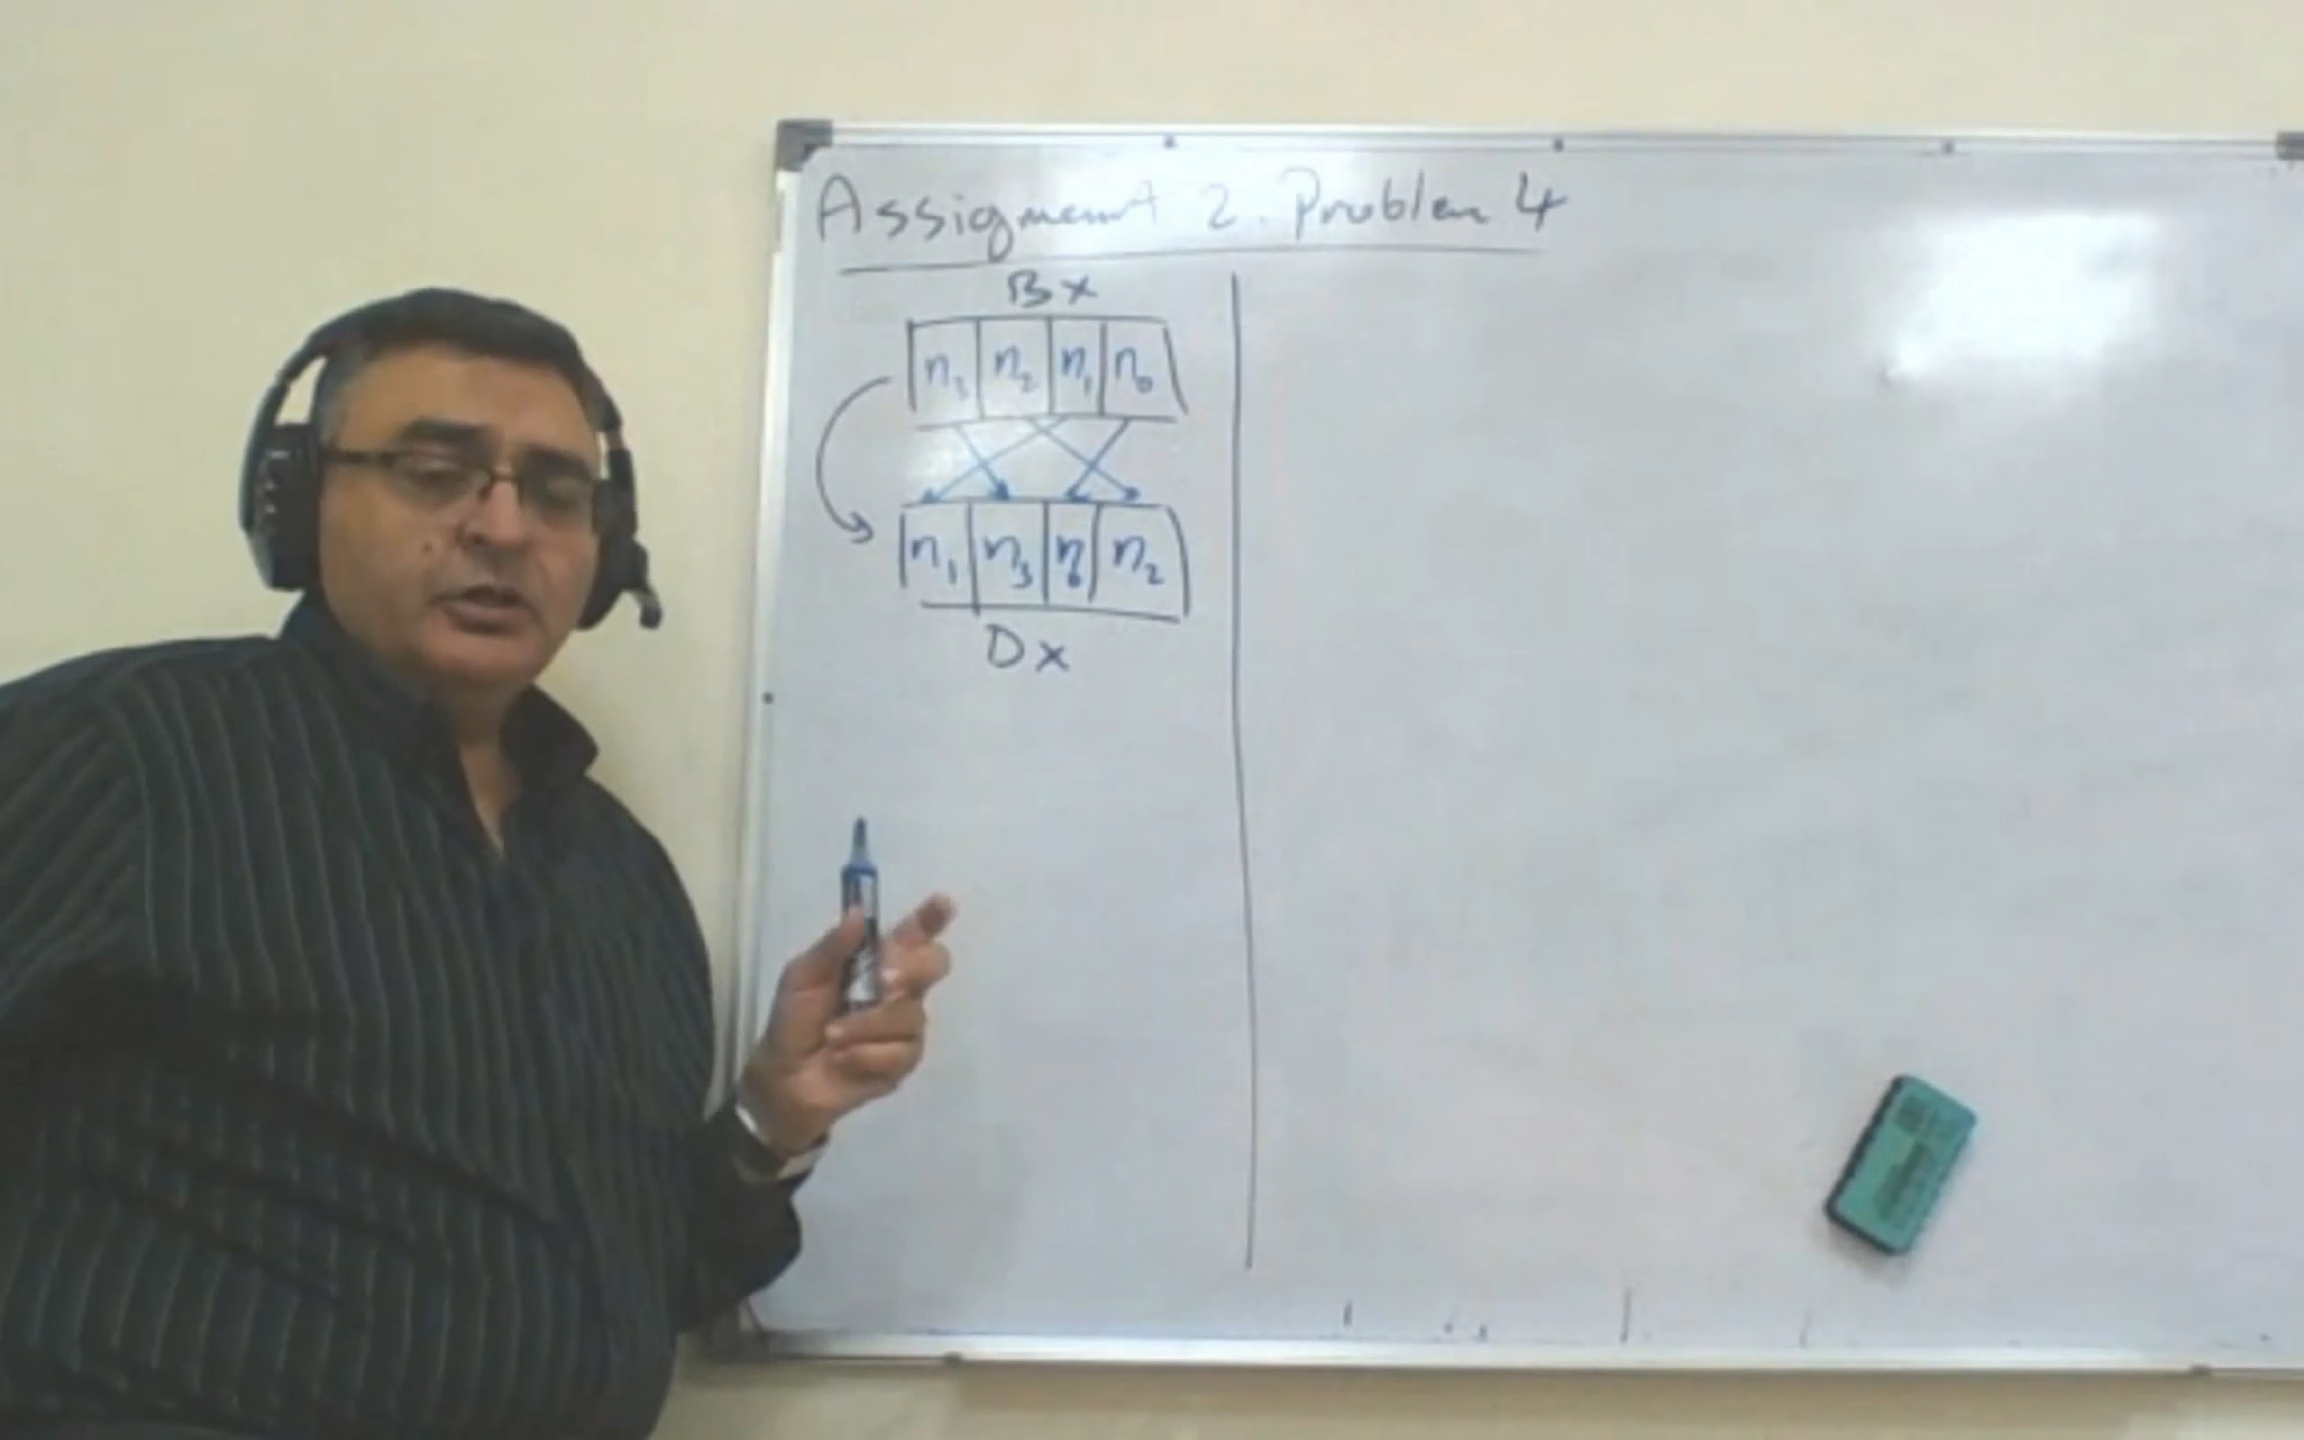 Assigment 2. Problem 4
Bx
n₃ n₂ n₁ n₀
n₁ n₃ n₀ n₂
Dx